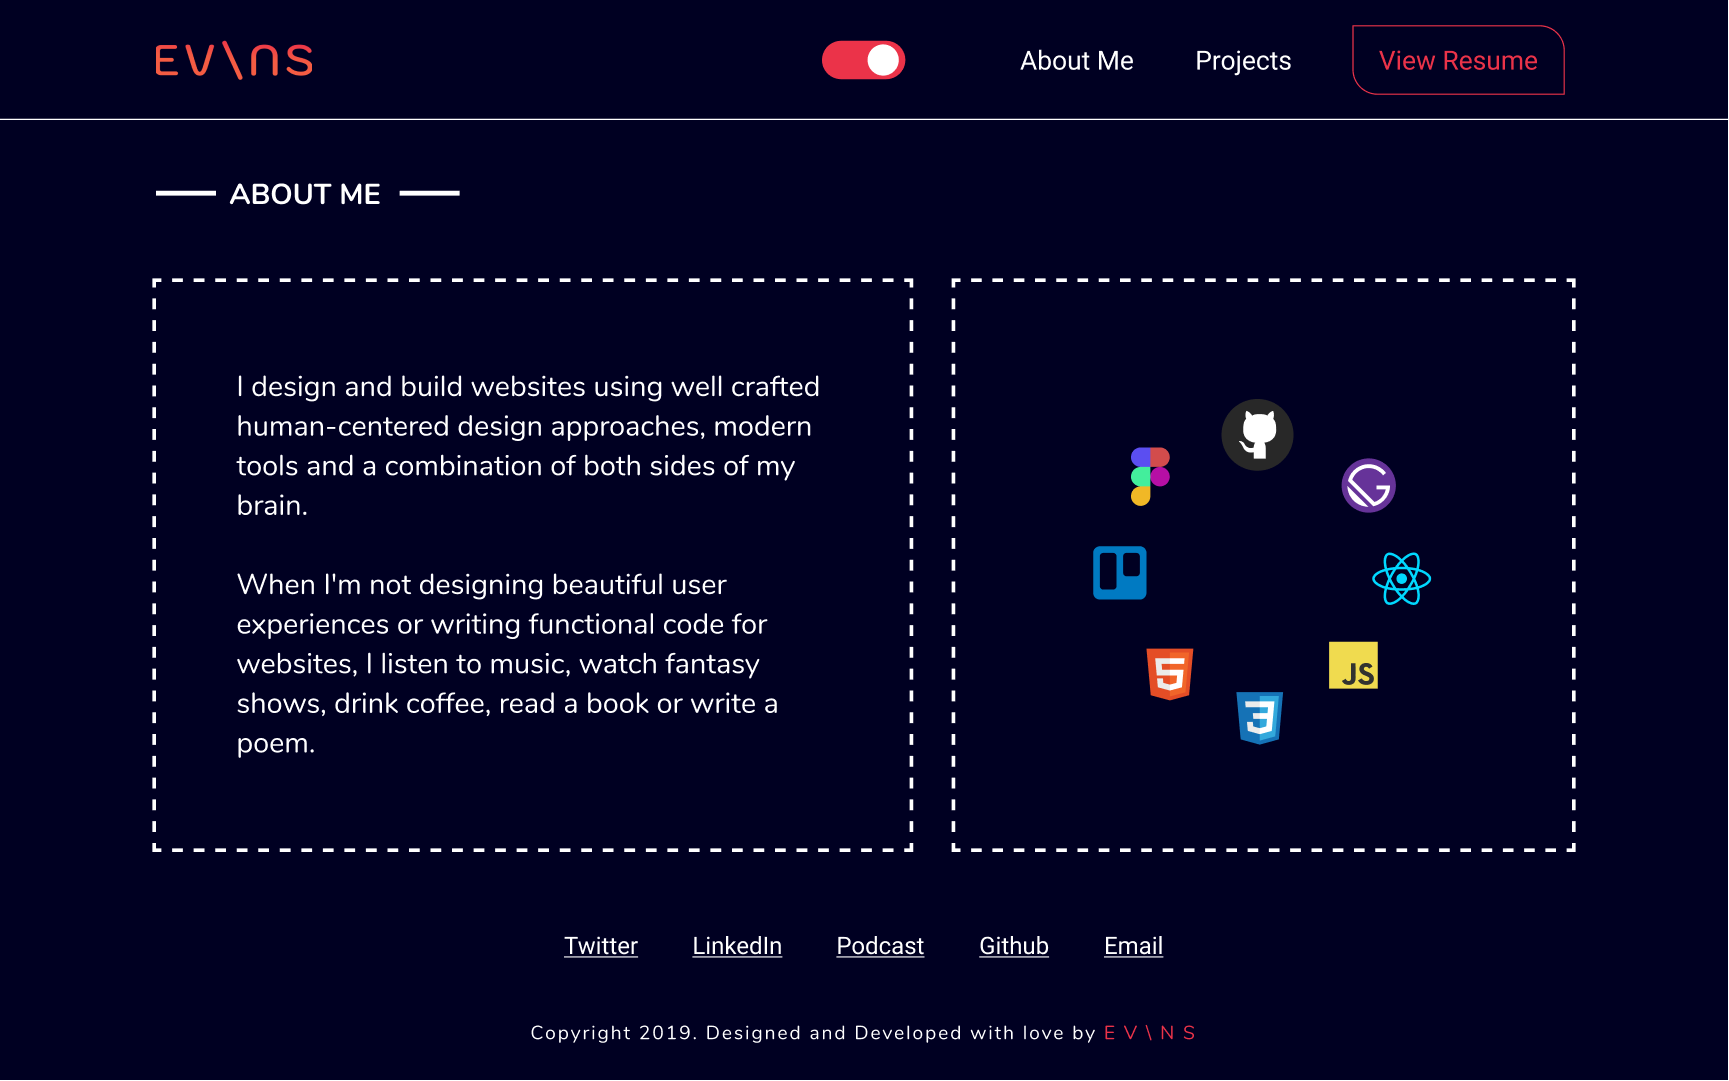 EV\NS
About Me
Projects
View Resume
ABOUT ME
I design and build websites using well crafted
human-centered design approaches, modern
tools and a combination of both sides of my
brain.
When I'm not designing beautiful user
experiences or writing functional code for
websites, I listen to music, watch fantasy
shows, drink coffee, read a book or write a
poem.
JS
Twitter
LinkedIn
Podcast
Github
Email
Copyright 2019. Designed and Developed with love by E V \ N S